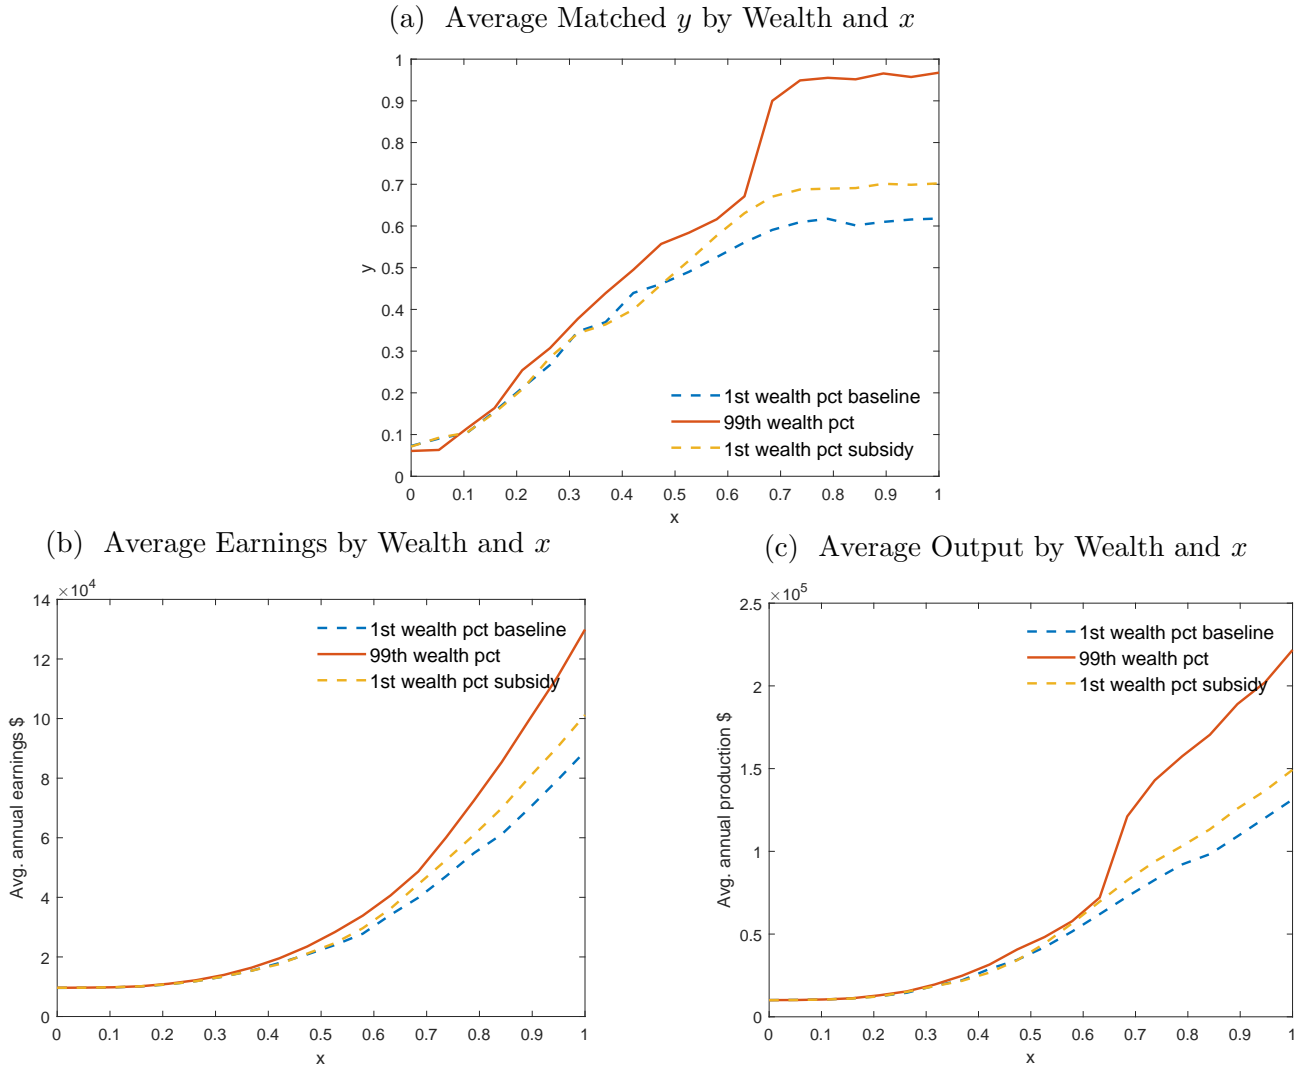 (a) Average Matched y by Wealth and x
1
0.9
0.8
0.7
0.6
0.5
0.4
0.3
0.2
0.1
0
y
1st wealth pct baseline
99th wealth pct
1st wealth pct subsidy
0 0.1 0.2 0.3 0.4 0.5 0.6 0.7 0.8 0.9 1
x
(b) Average Earnings by Wealth and x
×10^4
14
12
10
8
6
4
2
0
Avg. annual earnings $
1st wealth pct baseline
99th wealth pct
1st wealth pct subsidy
0 0.1 0.2 0.3 0.4 0.5 0.6 0.7 0.8 0.9 1
x
(c) Average Output by Wealth and x
×10^5
2.5
2
1.5
1
0.5
0
Avg. annual production $
1st wealth pct baseline
99th wealth pct
1st wealth pct subsidy
0 0.1 0.2 0.3 0.4 0.5 0.6 0.7 0.8 0.9 1
x